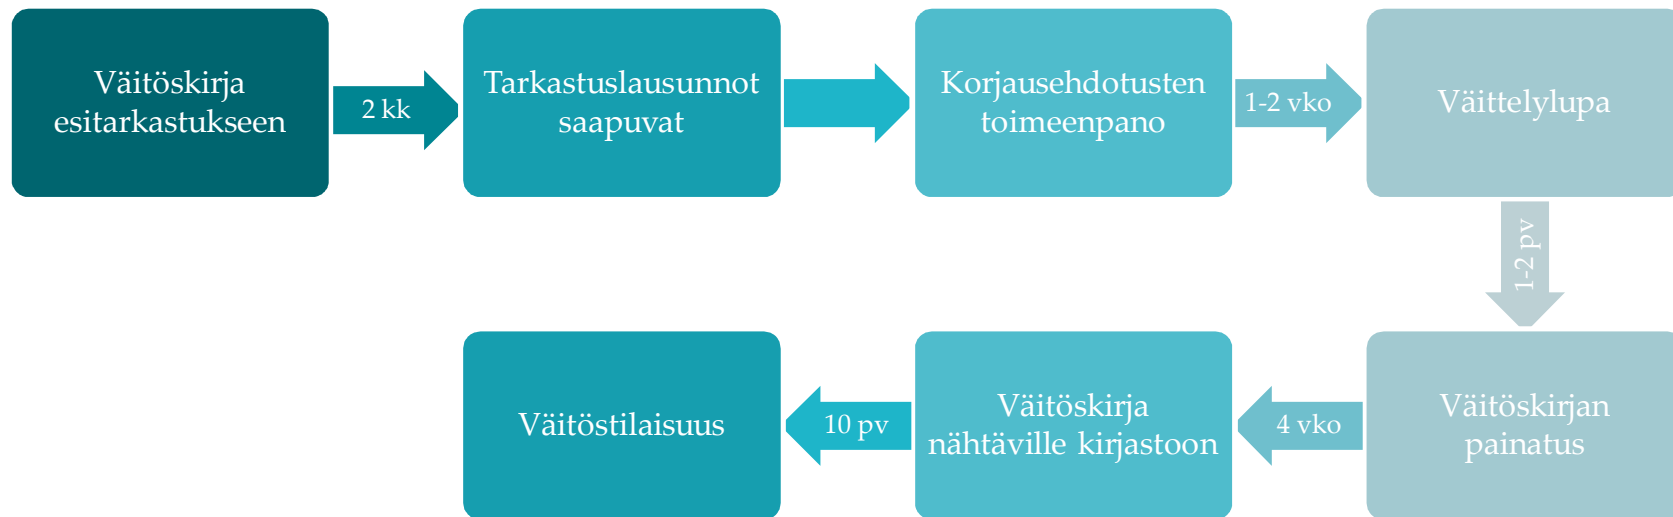 Väitöskirja
esitarkastukseen
2 kk
Tarkastuslausunnot
saapuvat
Korjausehdotusten
toimeenpano
1-2 vko
Väittelylupa
1-2 pv
Väitöskirjan
painatus
4 vko
Väitöskirja
nähtäville kirjastoon
10 pv
Väitöstilaisuus